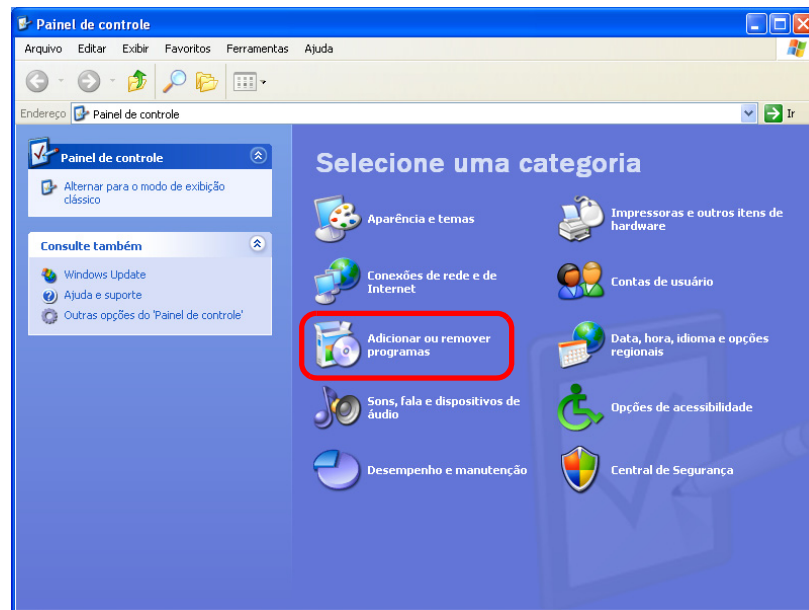 Painel de controle
Arquivo Editar Exibir Favoritos Ferramentas Ajuda
Endereço Painel de controle Ir
Painel de controle
Alternar para o modo de exibição
clássico
Consulte também
Windows Update
Ajuda e suporte
Outras opções do 'Painel de controle'
Selecione uma categoria
Aparência e temas
Impressoras e outros itens de
hardware
Conexões de rede e de
Internet
Contas de usuário
Adicionar ou remover
programas
Data, hora, idioma e opções
regionais
Sons, fala e dispositivos de
áudio
Opções de acessibilidade
Desempenho e manutenção
Central de Segurança